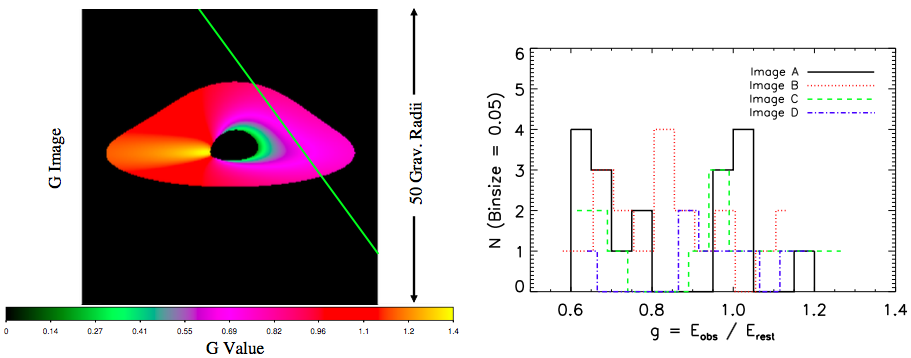 G Image
50 Grav. Radii
0 0.14 0.27 0.41 0.55 0.69 0.82 0.96 1.1 1.2 1.4
G Value
N (Binsize = 0.05)
6
5
4
3
2
1
0
Image A
Image B
Image C
Image D
0.6 0.8 1.0 1.2 1.4
g = Eobs / Erest